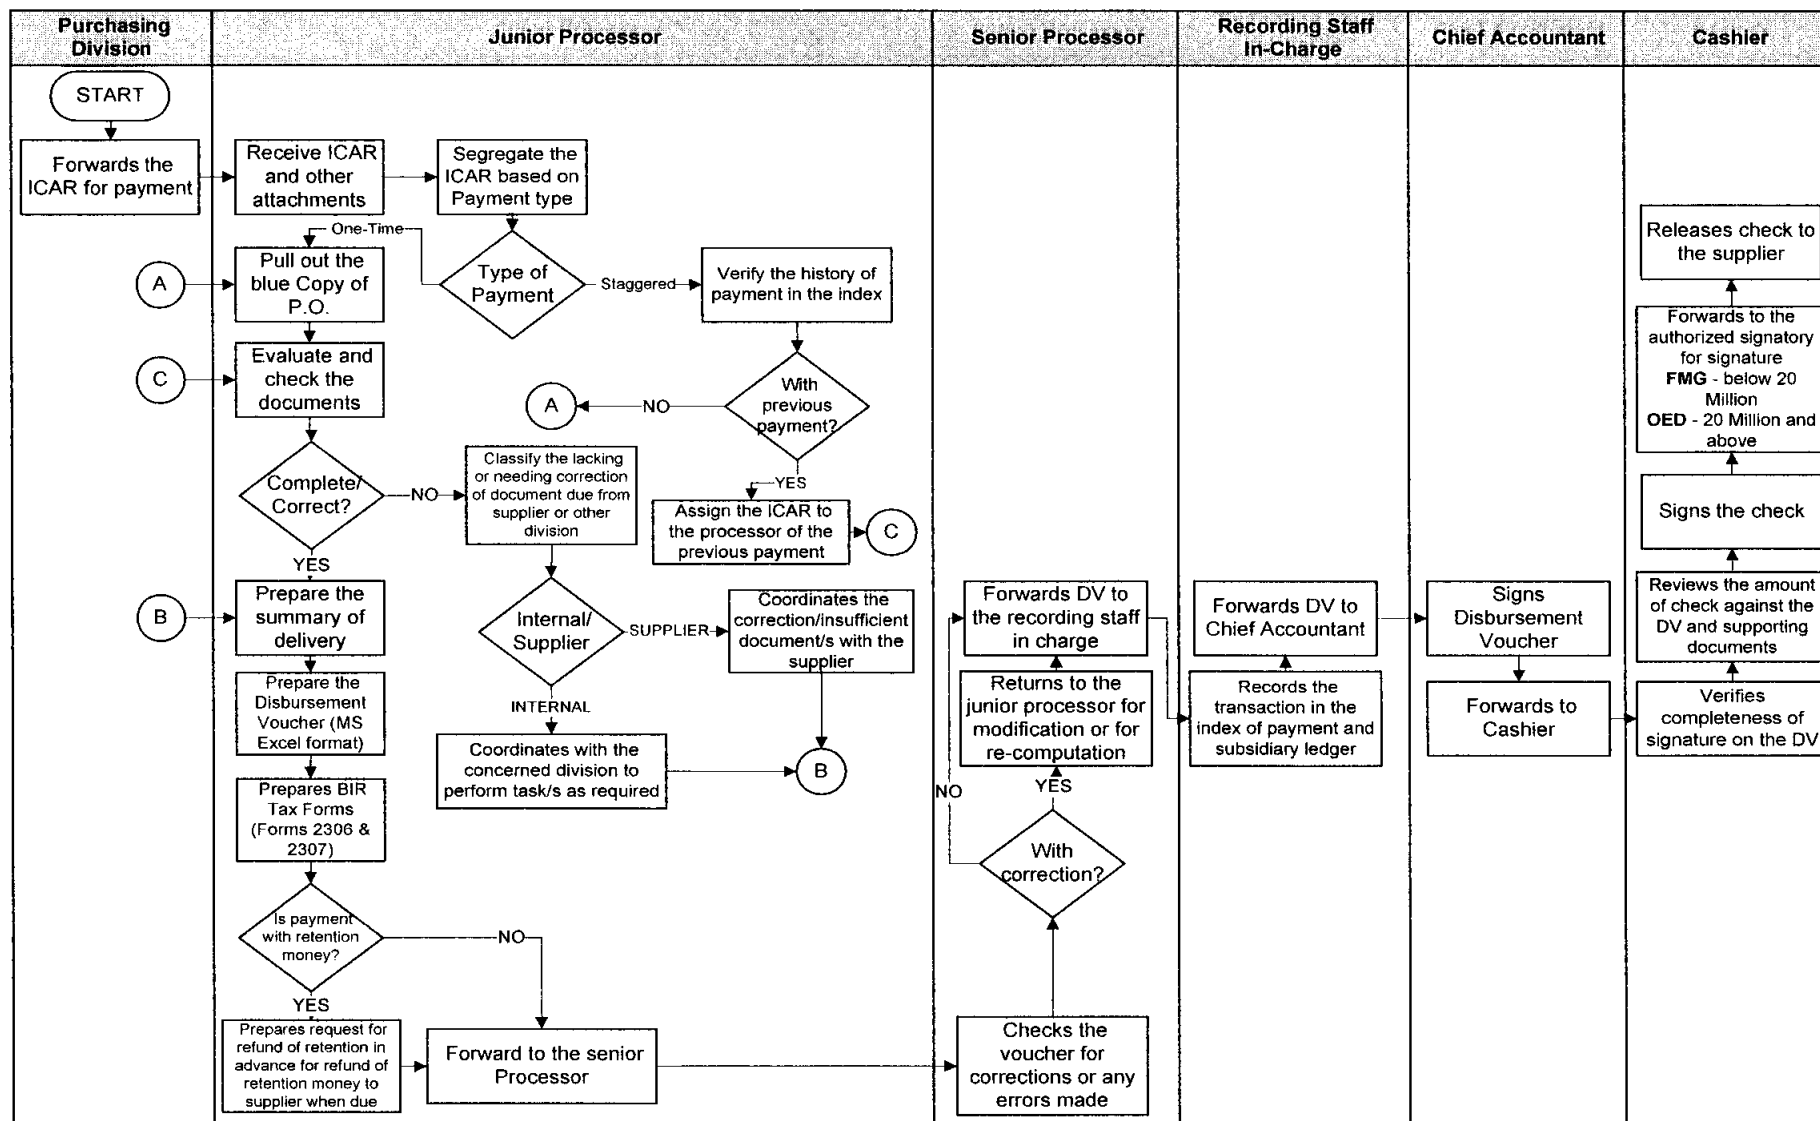 Purchasing
Division
Junior Processor
Senior Processor
Recording Staff
In-Charge
Chief Accountant
Cashier
START
Forwards the
ICAR for payment
Receive ICAR
and other
attachments
Segregate the
ICAR based on
Payment type
One-Time
Type of
Payment
Staggered
Verify the history of
payment in the index
A
Pull out the
blue Copy of
P.O.
C
Evaluate and
check the
documents
With
previous
payment?
NO
A
YES
Assign the ICAR to
the processor of the
previous payment
C
Complete/
Correct?
NO
Classify the lacking
or needing correction
of document due from
supplier or other
division
YES
B
Prepare the
summary of
delivery
Internal/
Supplier
SUPPLIER
Coordinates the
correction/insufficient
document/s with the
supplier
INTERNAL
Coordinates with the
concerned division to
perform task/s as required
B
Prepare the
Disbursement
Voucher (MS
Excel format)
Prepares BIR
Tax Forms
(Forms 2306 &
2307)
Is payment
with retention
money?
NO
YES
Prepares request for
refund of retention in
advance for refund of
retention money to
supplier when due
Forward to the senior
Processor
Forwards DV to
the recording staff
in charge
Returns to the
junior processor for
modification or for
re-computation
NO
YES
With
correction?
Checks the
voucher for
corrections or any
errors made
Forwards DV to
Chief Accountant
Records the
transaction in the
index of payment and
subsidiary ledger
Signs
Disbursement
Voucher
Forwards to
Cashier
Releases check to
the supplier
Forwards to the
authorized signatory
for signature
FMG - below 20
Million
OED - 20 Million and
above
Signs the check
Reviews the amount
of check against the
DV and supporting
documents
Verifies
completeness of
signature on the DV